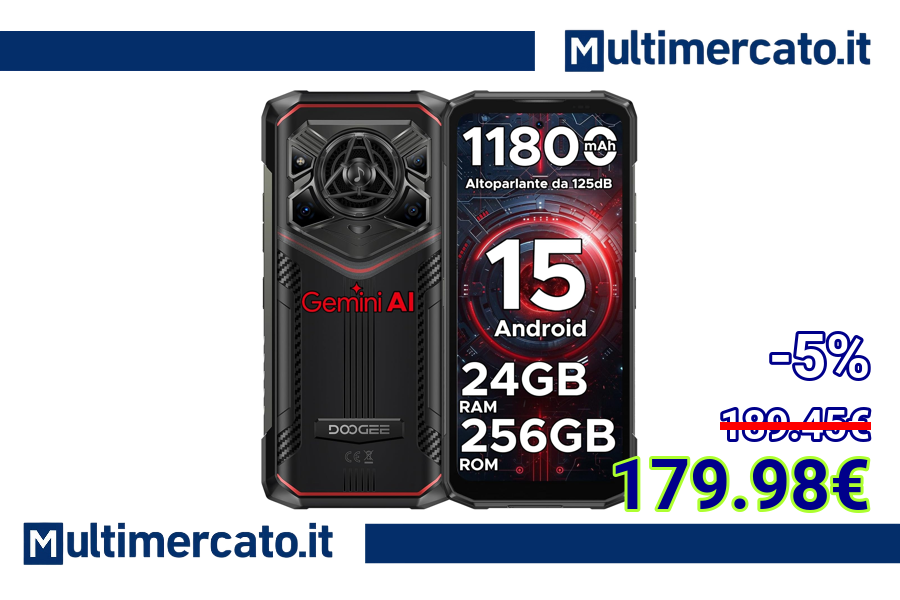 Multimercato.it
11800 mAh
Altoparlante da 125dB
15
Android
Gemini AI
24GB
RAM
256GB
ROM
DOOGEE
CE
-5%
189.45€
179.98€
Multimercato.it